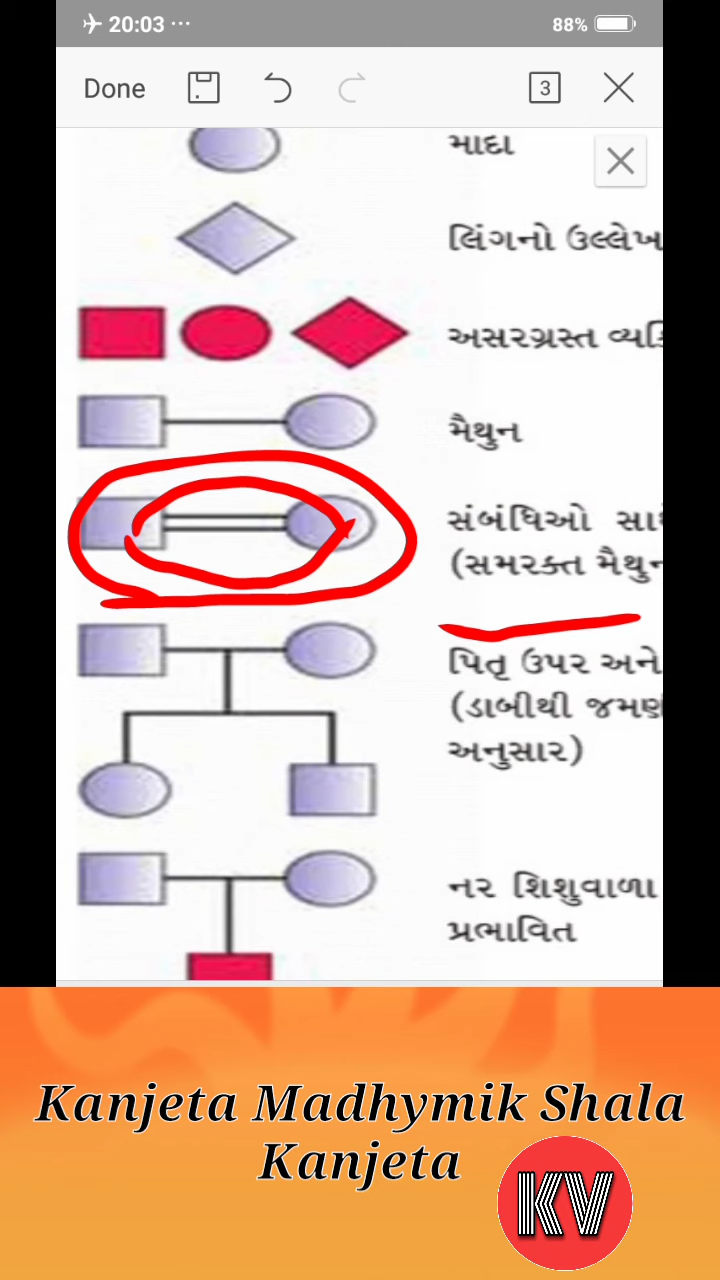 20:03 ···
88%
Done
3
માદા
લિંગનો ઉલ્લેખ
અસરગ્રસ્ત
મૈથુન
સંબંધિઓ
(સમરક્ત
પિતૃ ઉપર અને
(ડાબીથી
અનુસાર)
નર શિશુવાળા
પ્રભાવિત
Kanjeta Madhymik Shala
Kanjeta
KV